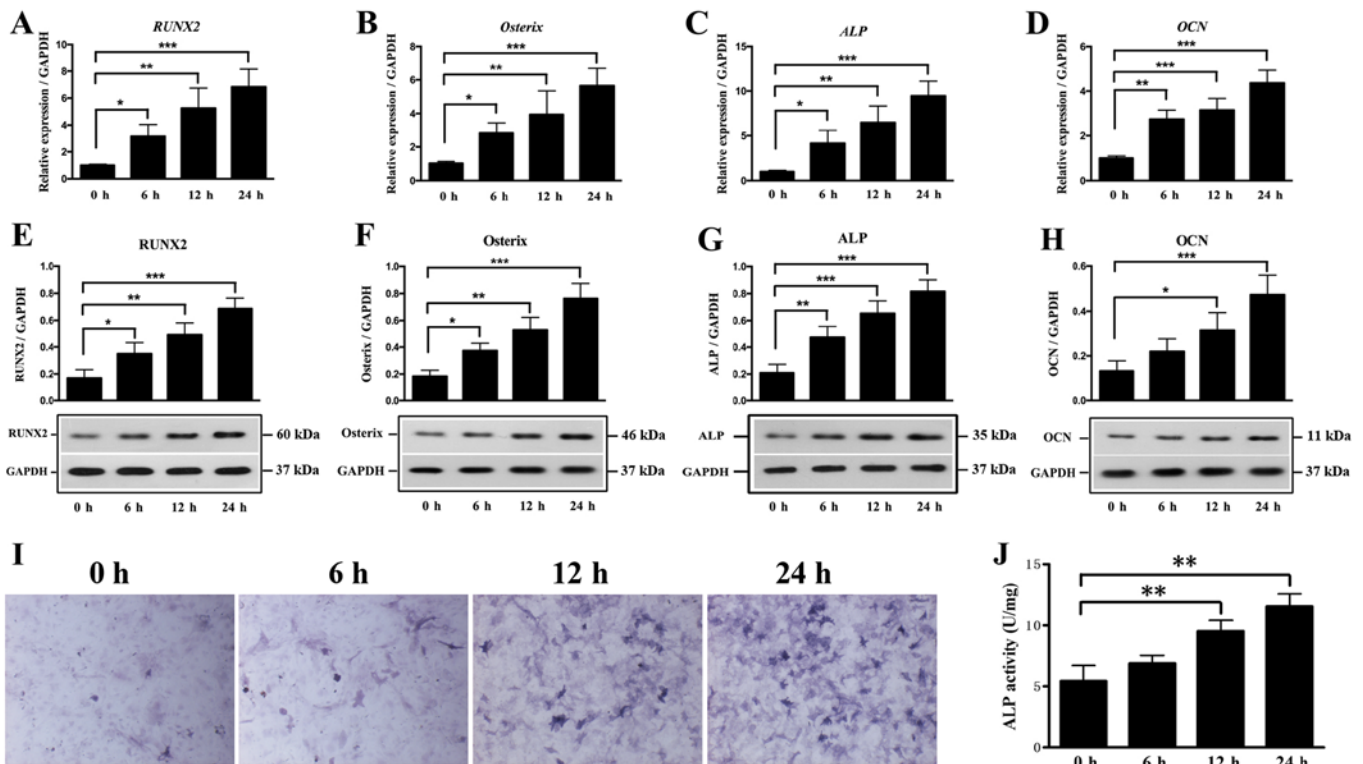 A
RUNX2
Relative expression / GAPDH
10
8
6
4
2
0
***
**
*
0 h 6 h 12 h 24 h
B
Osterix
Relative expression / GAPDH
8
6
4
2
0
***
**
*
0 h 6 h 12 h 24 h
C
ALP
Relative expression / GAPDH
15
10
5
0
***
**
*
0 h 6 h 12 h 24 h
D
OCN
Relative expression / GAPDH
6
4
2
0
***
***
**
0 h 6 h 12 h 24 h
E
RUNX2
RUNX2 / GAPDH
1.0
0.8
0.6
0.4
0.2
0.0
***
**
*
RUNX2 60 kDa
GAPDH 37 kDa
0 h 6 h 12 h 24 h
F
Osterix
Osterix / GAPDH
1.0
0.8
0.6
0.4
0.2
0.0
***
**
*
Osterix 46 kDa
GAPDH 37 kDa
0 h 6 h 12 h 24 h
G
ALP
ALP / GAPDH
1.0
0.8
0.6
0.4
0.2
0.0
***
***
**
ALP 35 kDa
GAPDH 37 kDa
0 h 6 h 12 h 24 h
H
OCN
OCN / GAPDH
0.6
0.4
0.2
0.0
***
*
OCN 11 kDa
GAPDH 37 kDa
0 h 6 h 12 h 24 h
I
0 h 6 h 12 h 24 h
J
ALP activity (U/mg)
15
10
5
0
**
**
0 h 6 h 12 h 24 h